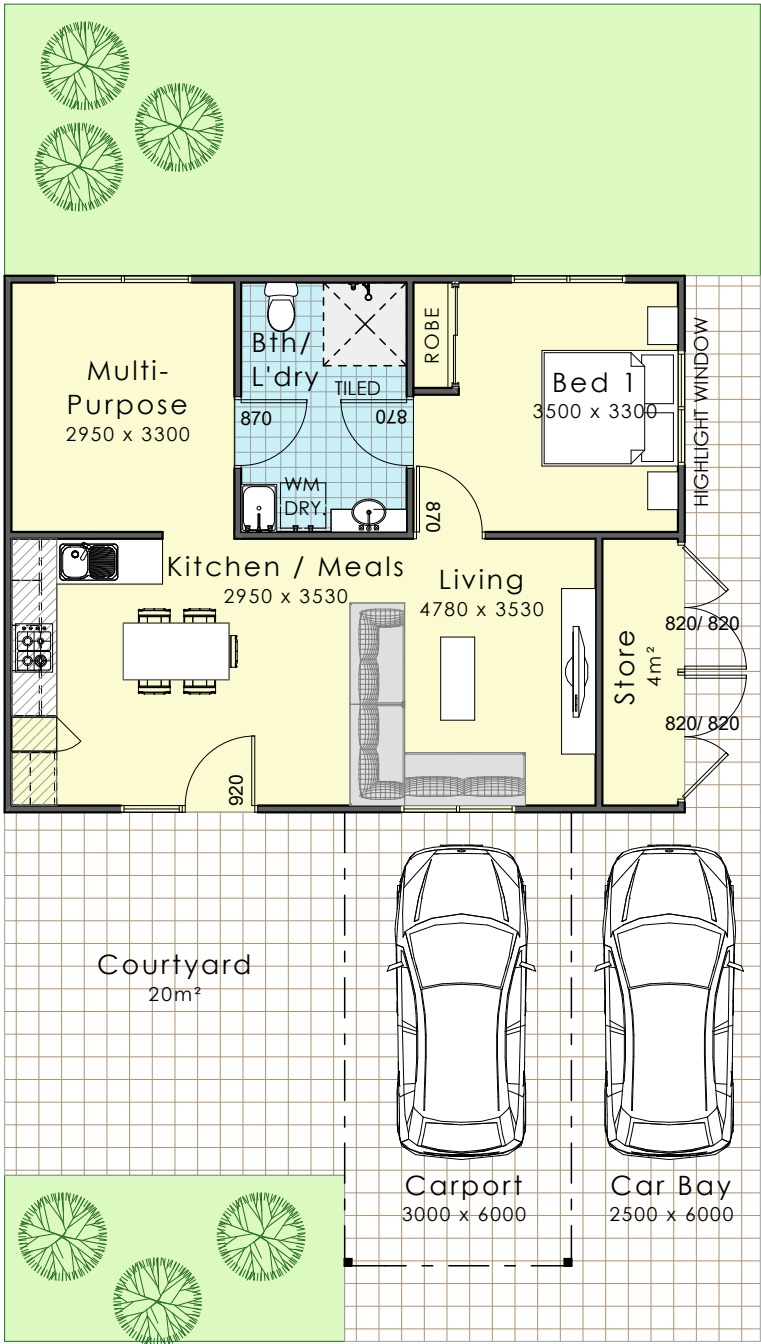 Multi-
Purpose
2950 x 3300
Bth/
L'dry
TILED
870
870
WM
DRY.
ROBE
Bed 1
3500 x 3300
HIGHLIGHT WINDOW
870
Kitchen / Meals
2950 x 3530
Living
4780 x 3530
Store
4m²
820/ 820
820/ 820
920
Courtyard
20m²
Carport
3000 x 6000
Car Bay
2500 x 6000